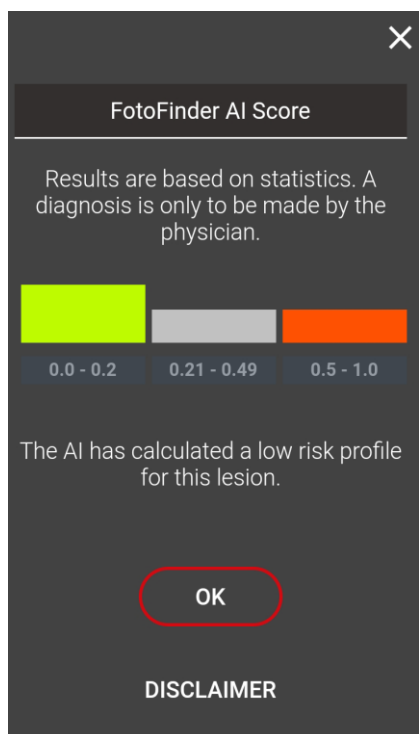 FotoFinder AI Score
Results are based on statistics. A
diagnosis is only to be made by the
physician.
0.0 - 0.2
0.21 - 0.49
0.5 - 1.0
The AI has calculated a low risk profile
for this lesion.
OK
DISCLAIMER